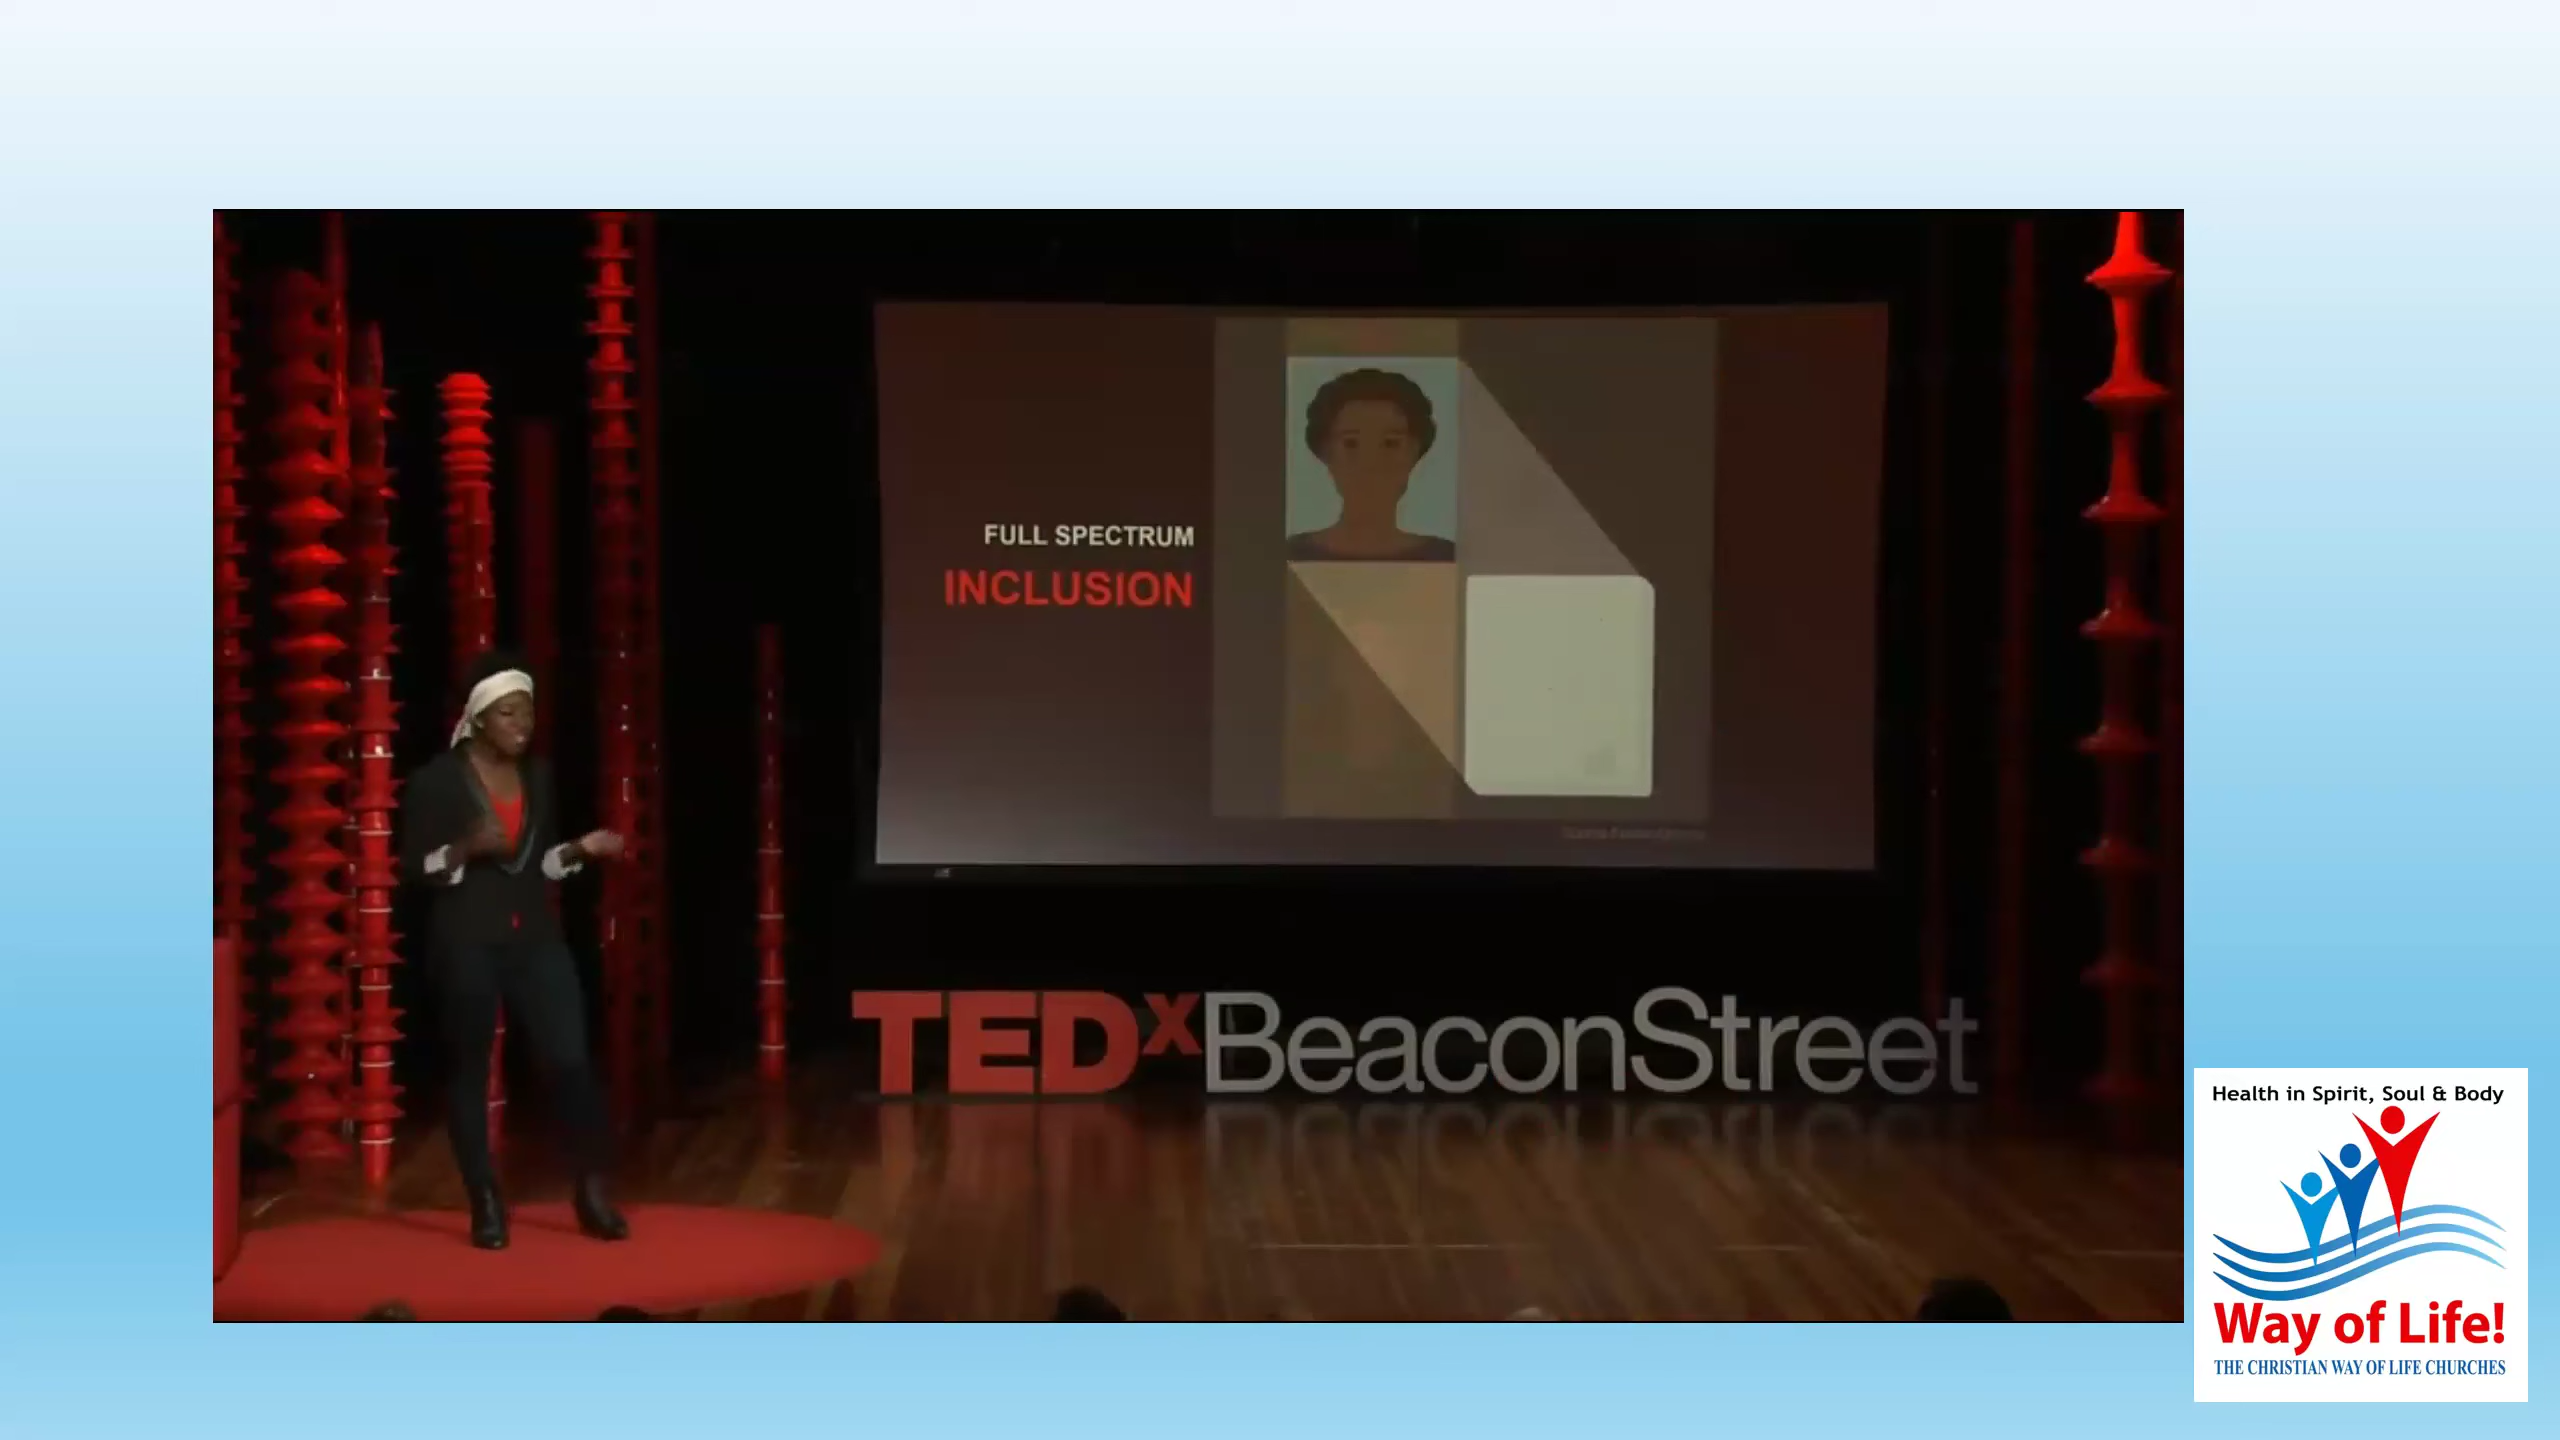 FULL SPECTRUM
INCLUSION
TEDxBeaconStreet
Health in Spirit, Soul & Body
Way of Life!
THE CHRISTIAN WAY OF LIFE CHURCHES